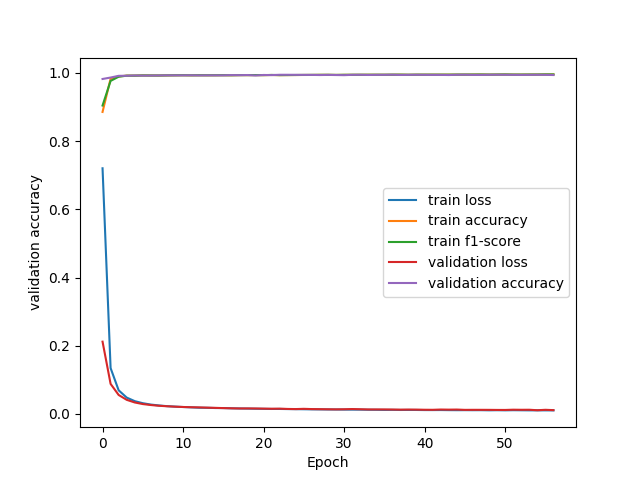 1.0
0.8
0.6
0.4
0.2
0.0
validation accuracy
train loss
train accuracy
train f1-score
validation loss
validation accuracy
0 10 20 30 40 50
Epoch